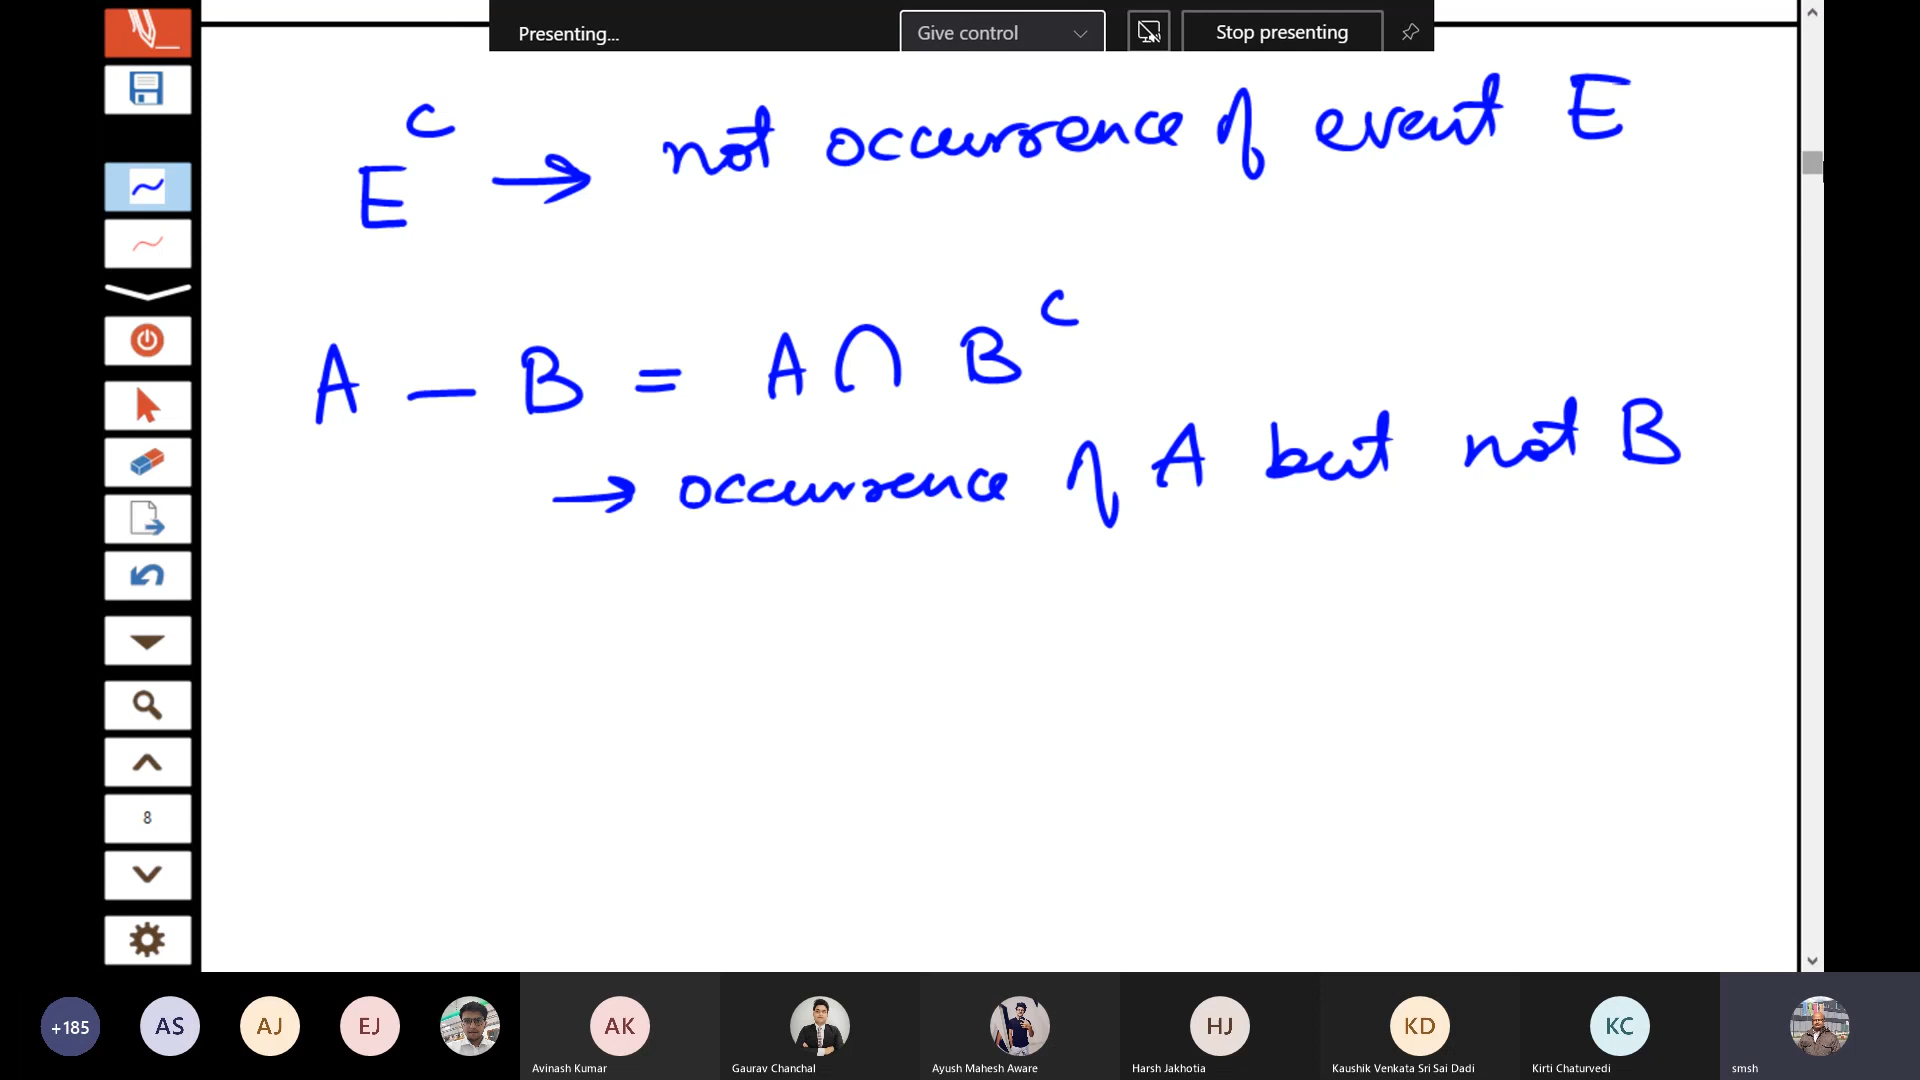 Presenting...
Give control
Stop presenting
E^c → not occurrence of event E
A − B = A ∩ B^c
→ occurrence of A but not B
8
+185
AS
AJ
EJ
AK
HJ
KD
KC
Avinash Kumar
Gaurav Chanchal
Ayush Mahesh Aware
Harsh Jakhotia
Kaushik Venkata Sri Sai Dadi
Kirti Chaturvedi
smsh